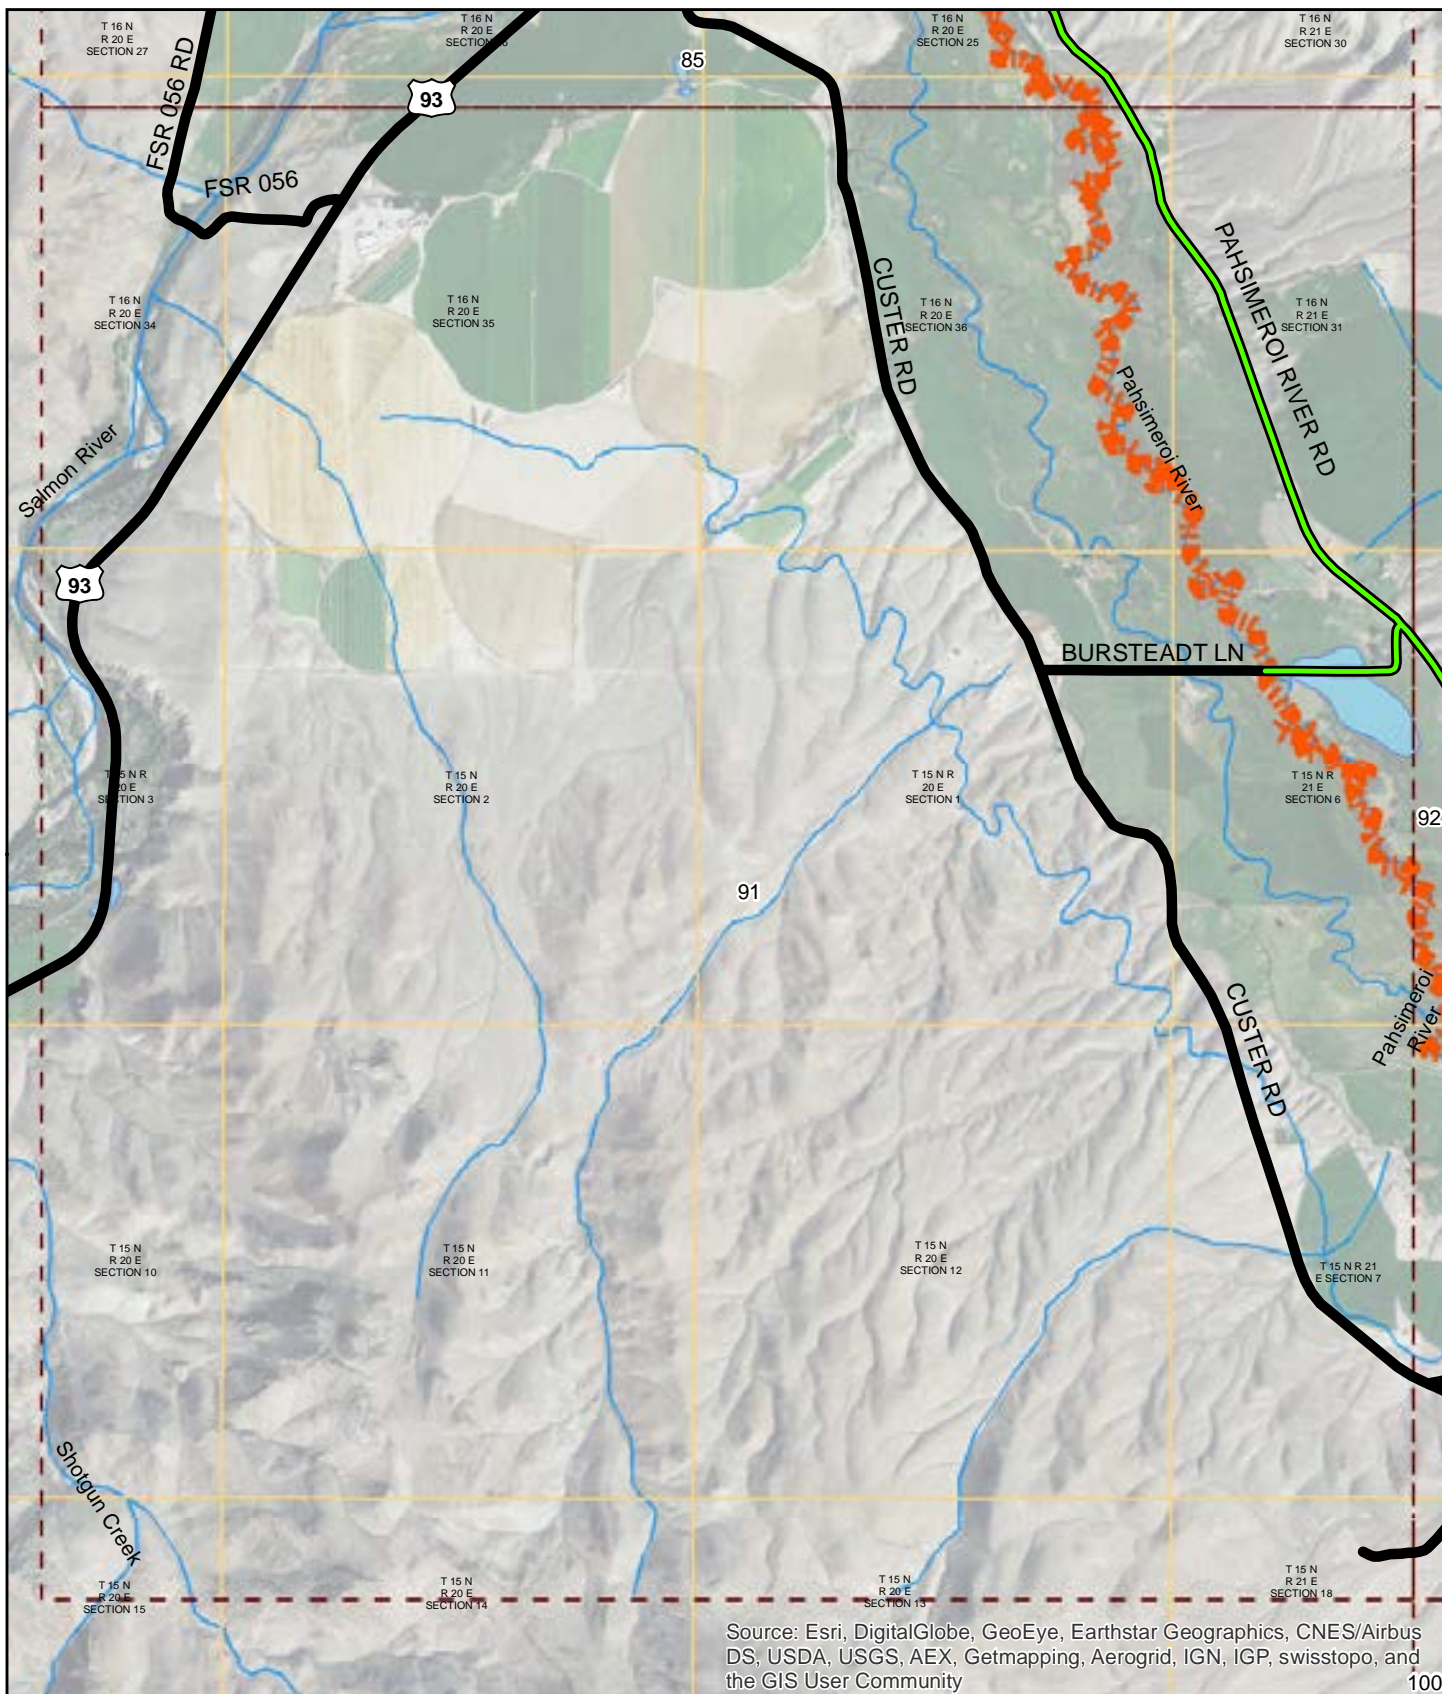 T 16 N
R 20 E
SECTION 27
T 16 N
R 20 E
T 16 N
R 20 E
SECTION 25
T 16 N
R 21 E
SECTION 30
85
93
FSR 056 RD
FSR 056
T 16 N
R 20 E
SECTION 34
T 16 N
R 20 E
SECTION 35
CUSTER RD
T 16 N
R 20 E
SECTION 36
PAHSIMEROI RIVER RD
T 16 N
R 21 E
SECTION 31
Pahsimeroi River
Salmon River
93
BURSTEADT LN
T 15 N R
20 E
SECTION 3
T 15 N
R 20 E
SECTION 2
T 15 N R
20 E
SECTION 1
T 15 N R
21 E
SECTION 6
92
91
Pahsimeroi
River
CUSTER RD
T 15 N
R 20 E
SECTION 10
T 15 N
R 20 E
SECTION 11
T 15 N
R 20 E
SECTION 12
T 15 N R 21
E SECTION 7
Shotgun Creek
T 15 N
R 20 E
SECTION 15
T 15 N
R 20 E
SECTION 14
T 15 N
R 20 E
SECTION 13
T 15 N
R 21 E
SECTION 18
Source: Esri, DigitalGlobe, GeoEye, Earthstar Geographics, CNES/Airbus
DS, USDA, USGS, AEX, Getmapping, Aerogrid, IGN, IGP, swisstopo, and
the GIS User Community
100